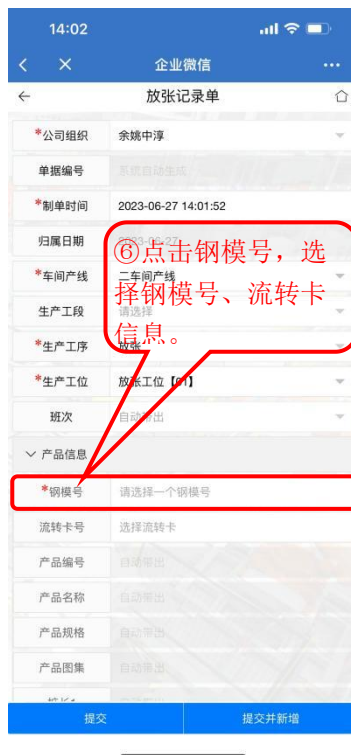 14:02
企业微信
放张记录单
*公司组织 余姚中淳
单据编号 系统自动生成
*制单时间 2023-06-27 14:01:52
归属日期 2023-06-27
*车间产线 二车间产线
生产工段 请选择
*生产工序 放张
*生产工位 放张工位【01】
班次 自动带出
⑥点击钢模号，选
择钢模号、流转卡
信息。
产品信息
*钢模号 请选择一个钢模号
流转卡号 选择流转卡
产品编号 自动带出
产品名称 自动带出
产品规格 自动带出
产品图集 自动带出
提交 提交并新增